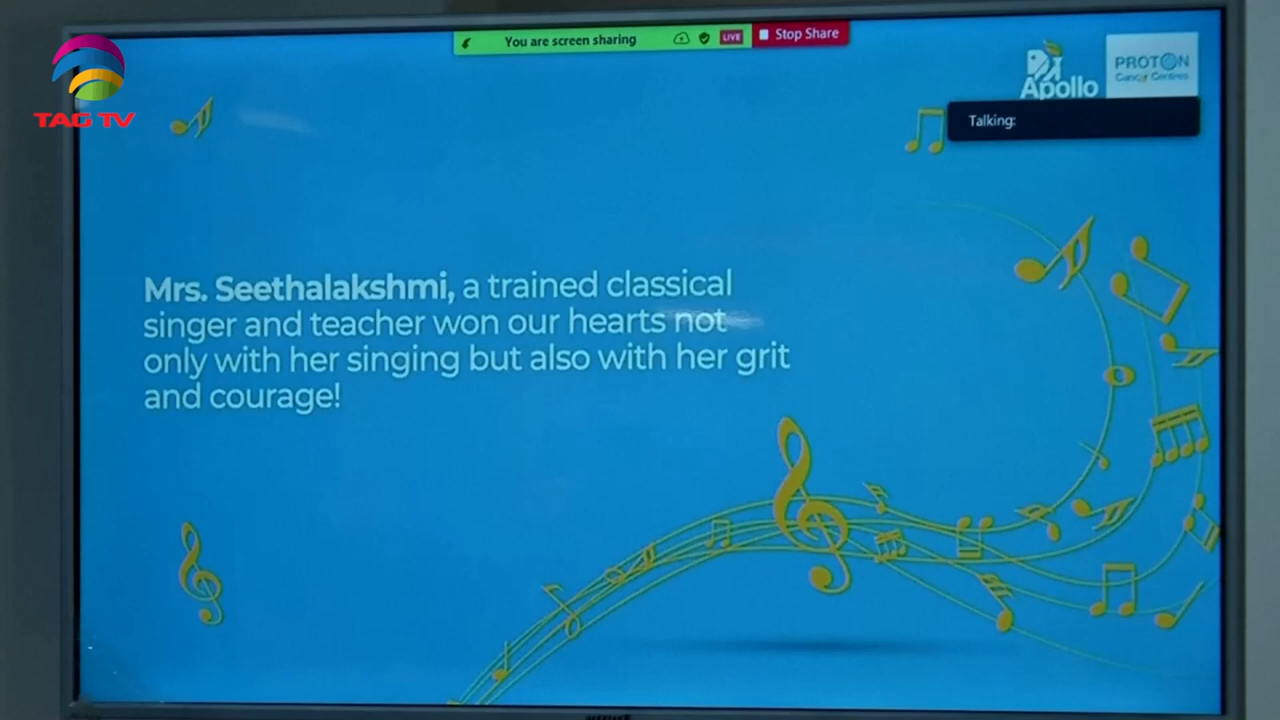 You are screen sharing
LIVE
Stop Share
TAG TV
Apollo
PROTON
Cancer Centres
Talking:
Mrs. Seethalakshmi, a trained classical
singer and teacher won our hearts not
only with her singing but also with her grit
and courage!